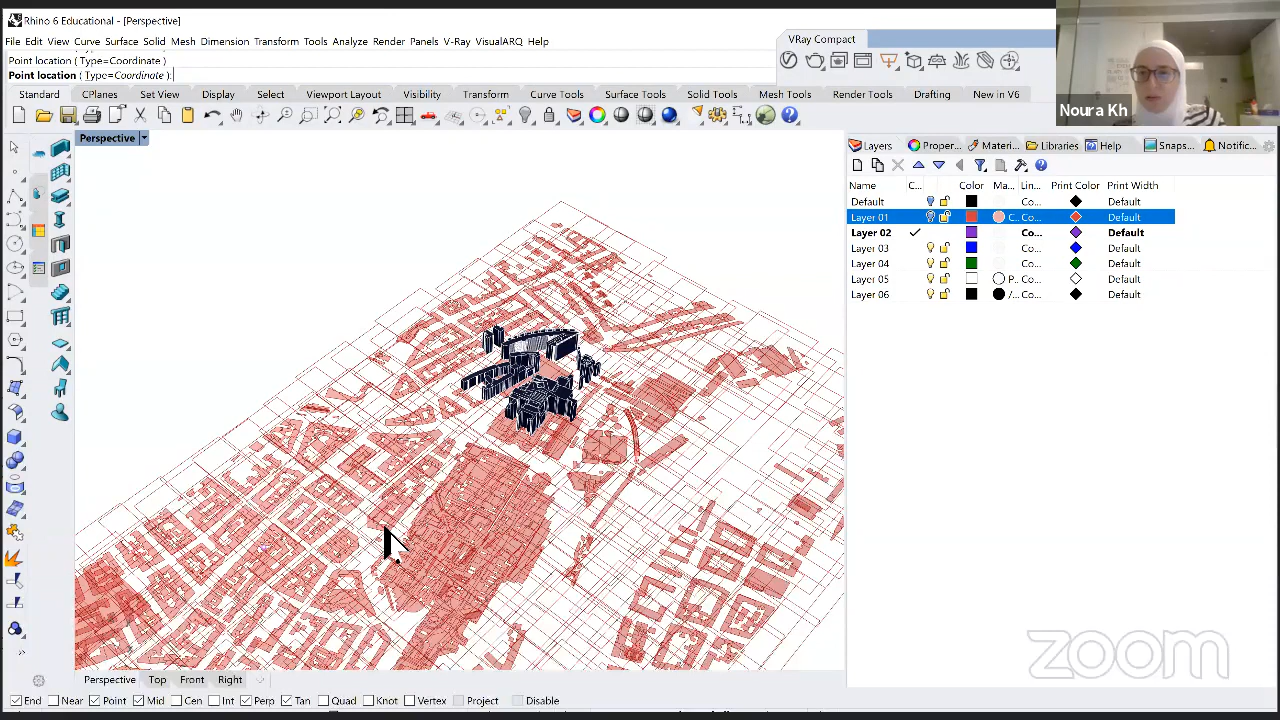 Rhino 6 Educational - [Perspective]
File Edit View Curve Surface Solid Mesh Dimension Transform Tools Analyze Render Panels V-Ray VisualARQ Help
Point location ( Type=Coordinate )
Point location ( Type=Coordinate ):
VRay Compact
Noura Kh
Standard CPlanes Set View Display Select Viewport Layout Visibility Transform Curve Tools Surface Tools Solid Tools Mesh Tools Render Tools Drafting New in V6
Perspective
Layers Proper... Materi... Libraries Help Snaps... Notific...
Name C... Color Ma... Lin... Print Color Print Width
Default Co... Default
Layer 01 C... Co... Default
Layer 02 Co... Default
Layer 03 Co... Default
Layer 04 Co... Default
Layer 05 P... Co... Default
Layer 06 /... Co... Default
zoom
Perspective Top Front Right
End Near Point Mid Cen Int Perp Tan Quad Knot Vertex Project Disable